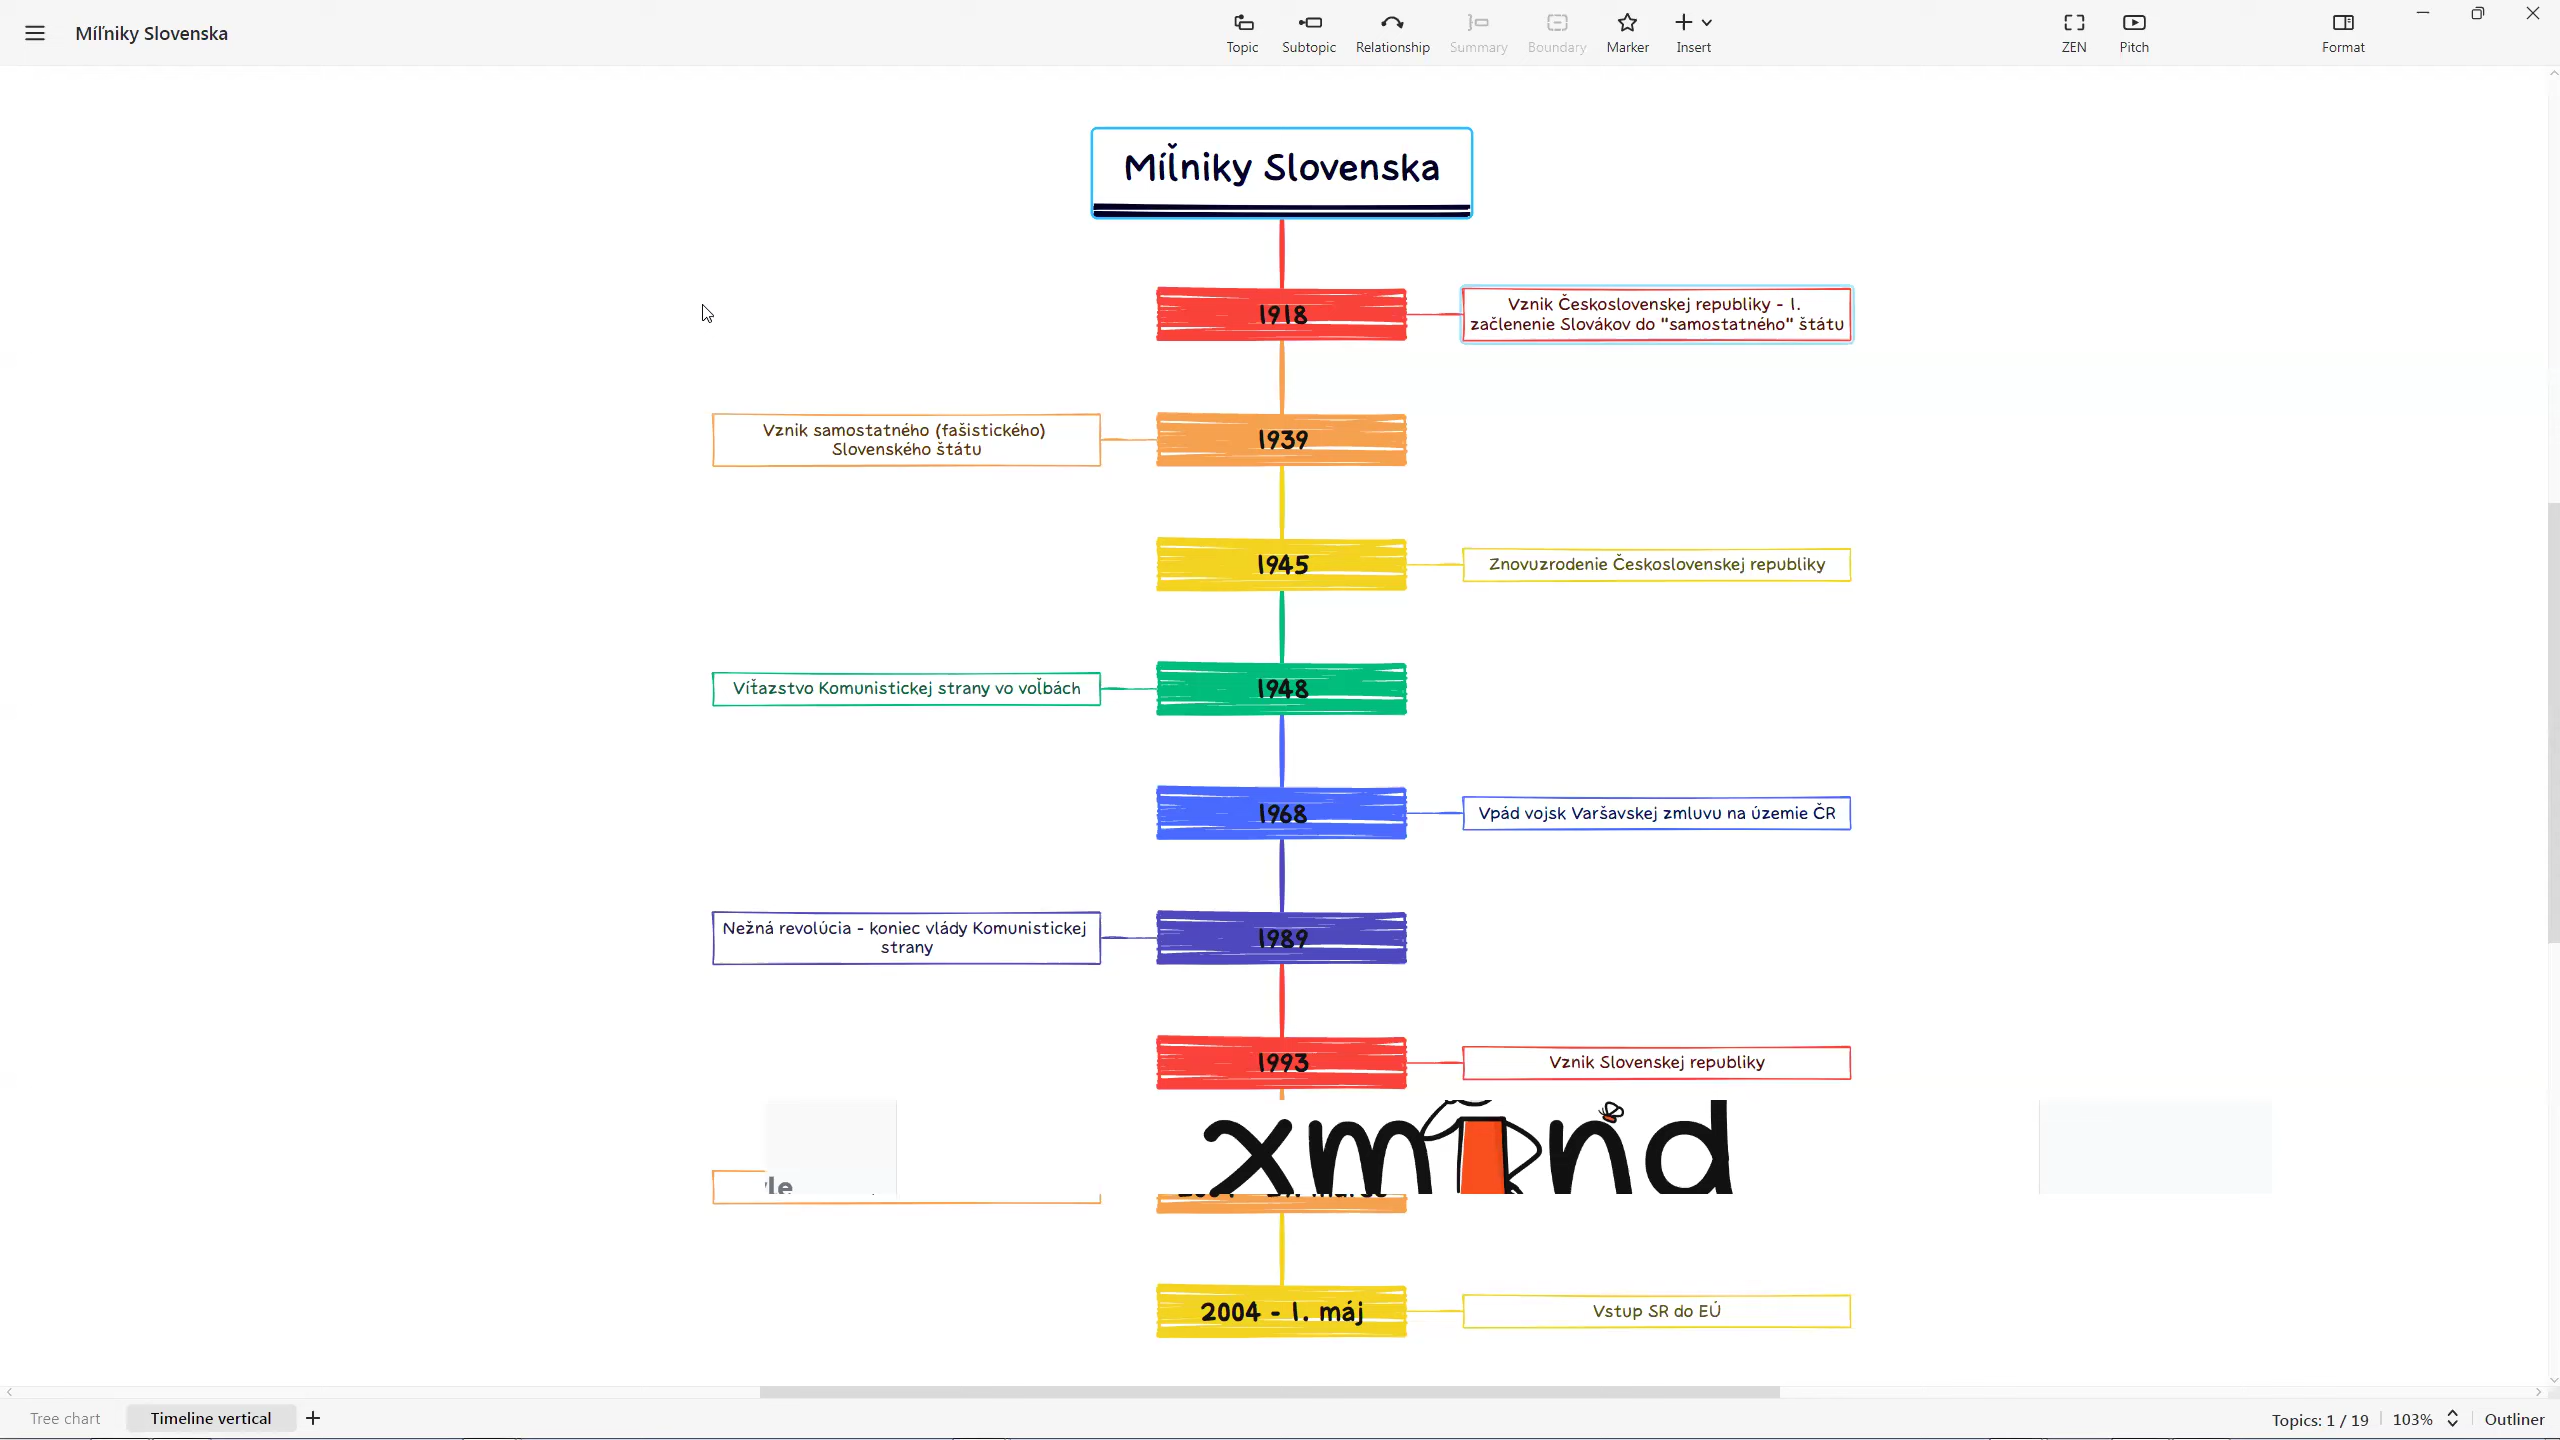 Míľniky Slovenska
Topic
Subtopic
Relationship
Summary
Boundary
Marker
Insert
ZEN
Pitch
Format
Míľniky Slovenska
1918
Vznik Československej republiky - 1.
začlenenie Slovákov do "samostatného" štátu
Vznik samostatného (fašistického)
Slovenského štátu
1939
1945
Znovuzrodenie Československej republiky
Víťazstvo Komunistickej strany vo voľbách
1948
1968
Vpád vojsk Varšavskej zmluvu na územie ČR
Nežná revolúcia - koniec vlády Komunistickej
strany
1989
1993
Vznik Slovenskej republiky
xmind
2004 - 1. máj
Vstup SR do EÚ
Tree chart
Timeline vertical
Topics: 1 / 19
103%
Outliner